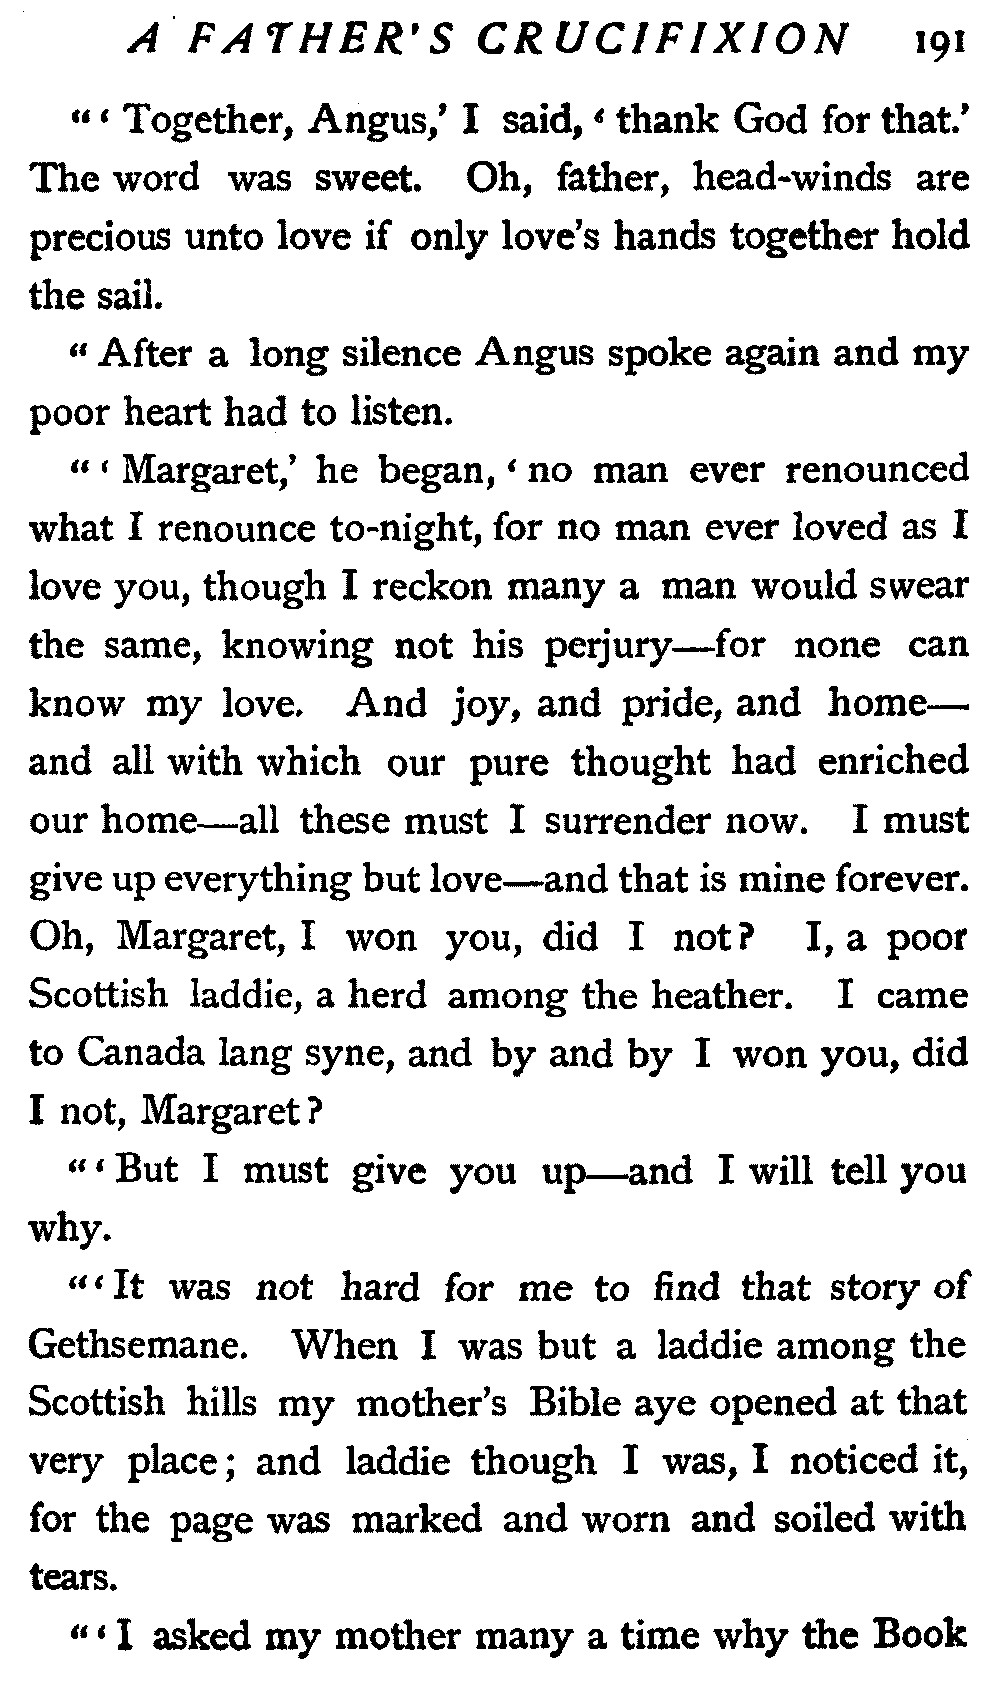 A FATHER'S CRUCIFIXION 191
"' Together, Angus,' I said, ' thank God for that.'
The word was sweet. Oh, father, head-winds are
precious unto love if only love's hands together hold
the sail.
" After a long silence Angus spoke again and my
poor heart had to listen.
"' Margaret,' he began, ' no man ever renounced
what I renounce to-night, for no man ever loved as I
love you, though I reckon many a man would swear
the same, knowing not his perjury—for none can
know my love. And joy, and pride, and home—
and all with which our pure thought had enriched
our home—all these must I surrender now. I must
give up everything but love—and that is mine forever.
Oh, Margaret, I won you, did I not? I, a poor
Scottish laddie, a herd among the heather. I came
to Canada lang syne, and by and by I won you, did
I not, Margaret?
"' But I must give you up—and I will tell you
why.
"' It was not hard for me to find that story of
Gethsemane. When I was but a laddie among the
Scottish hills my mother's Bible aye opened at that
very place; and laddie though I was, I noticed it,
for the page was marked and worn and soiled with
tears.
"' I asked my mother many a time why the Book